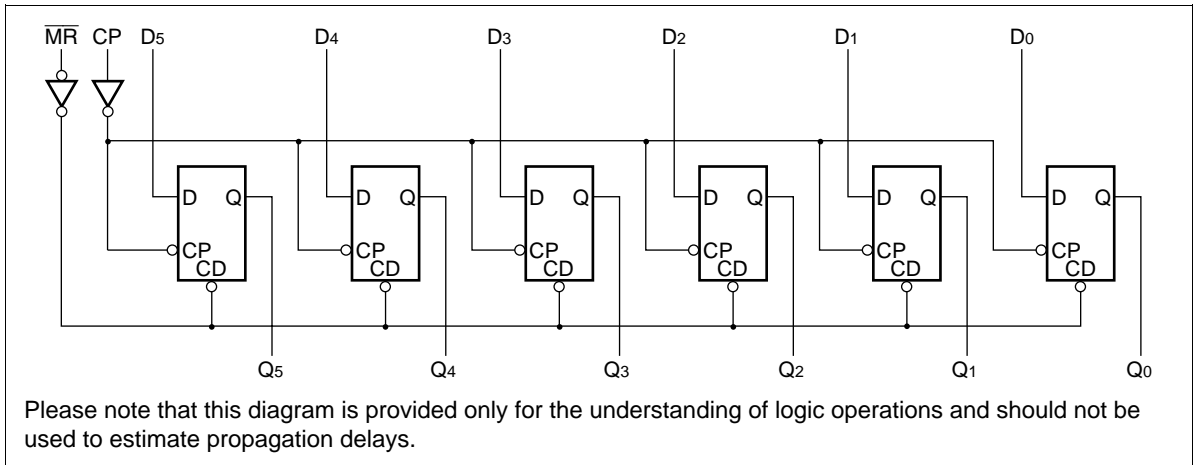 M̅R̅ CP D5 D4 D3 D2 D1 D0
D Q D Q D Q D Q D Q D Q
CP CP CP CP CP CP
CD CD CD CD CD CD
Q5 Q4 Q3 Q2 Q1 Q0
Please note that this diagram is provided only for the understanding of logic operations and should not be
used to estimate propagation delays.